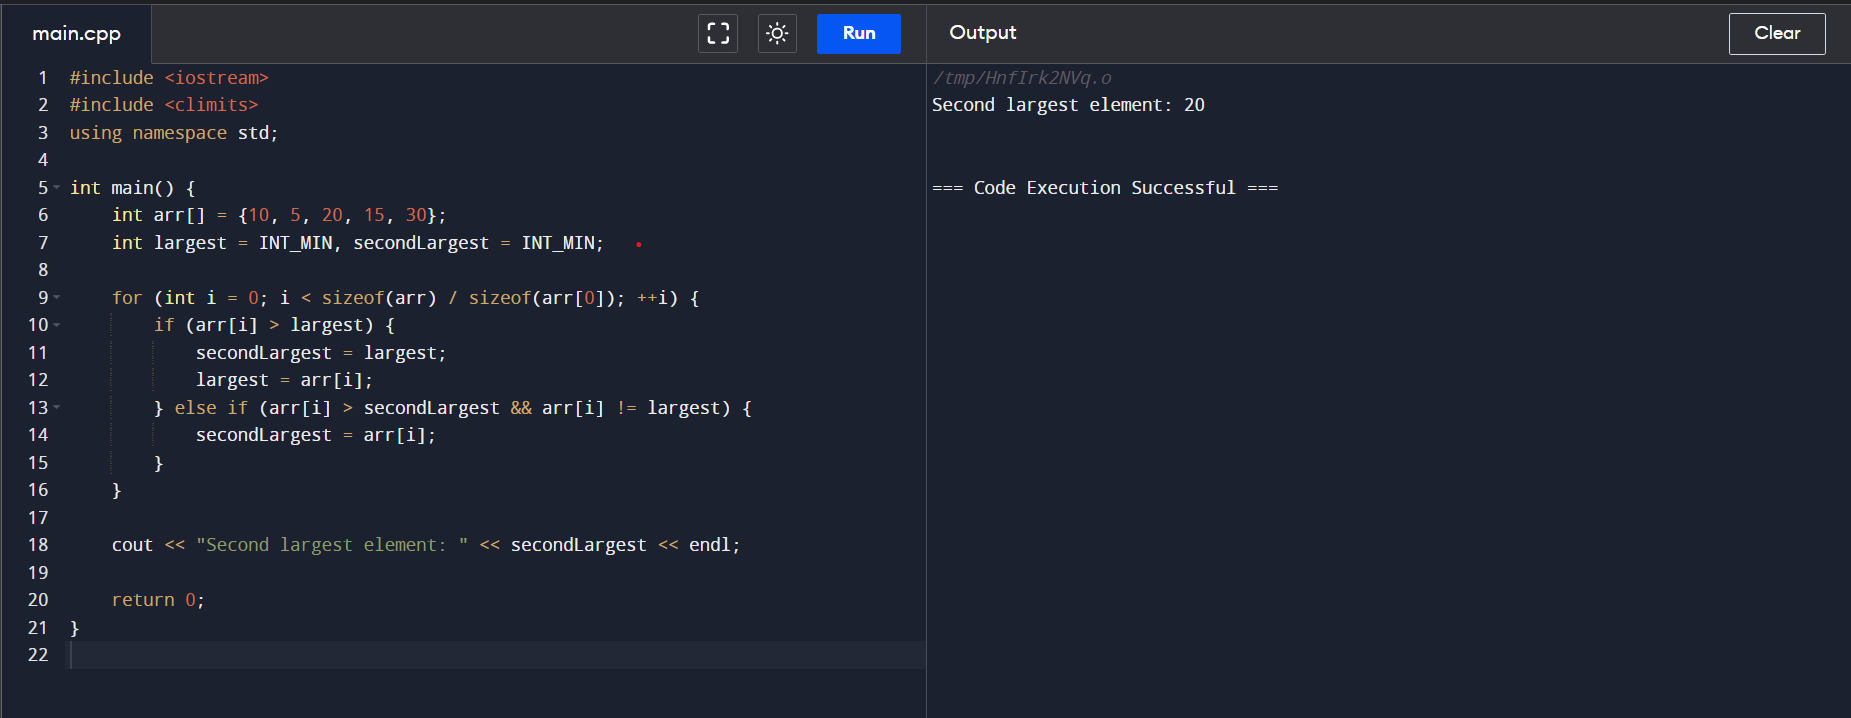 main.cpp
Run
Output
Clear
1 #include <iostream>
2 #include <climits>
3 using namespace std;
4
5 int main() {
6     int arr[] = {10, 5, 20, 15, 30};
7     int largest = INT_MIN, secondLargest = INT_MIN;
8
9     for (int i = 0; i < sizeof(arr) / sizeof(arr[0]); ++i) {
10         if (arr[i] > largest) {
11             secondLargest = largest;
12             largest = arr[i];
13         } else if (arr[i] > secondLargest && arr[i] != largest) {
14             secondLargest = arr[i];
15         }
16     }
17
18     cout << "Second largest element: " << secondLargest << endl;
19
20     return 0;
21 }
22
/tmp/HnfIrk2NVq.o
Second largest element: 20
=== Code Execution Successful ===